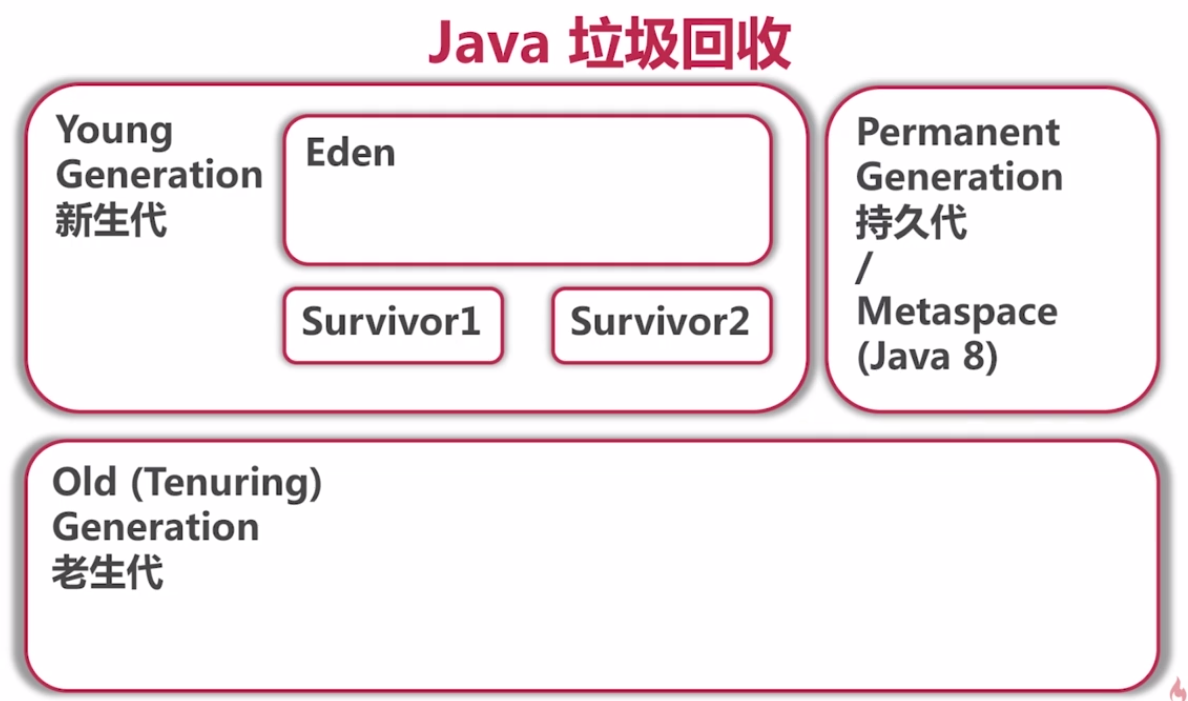 Java 垃圾回收
Young
Generation
新生代
Eden
Survivor1
Survivor2
Permanent
Generation
持久代
/
Metaspace
(Java 8)
Old (Tenuring)
Generation
老生代